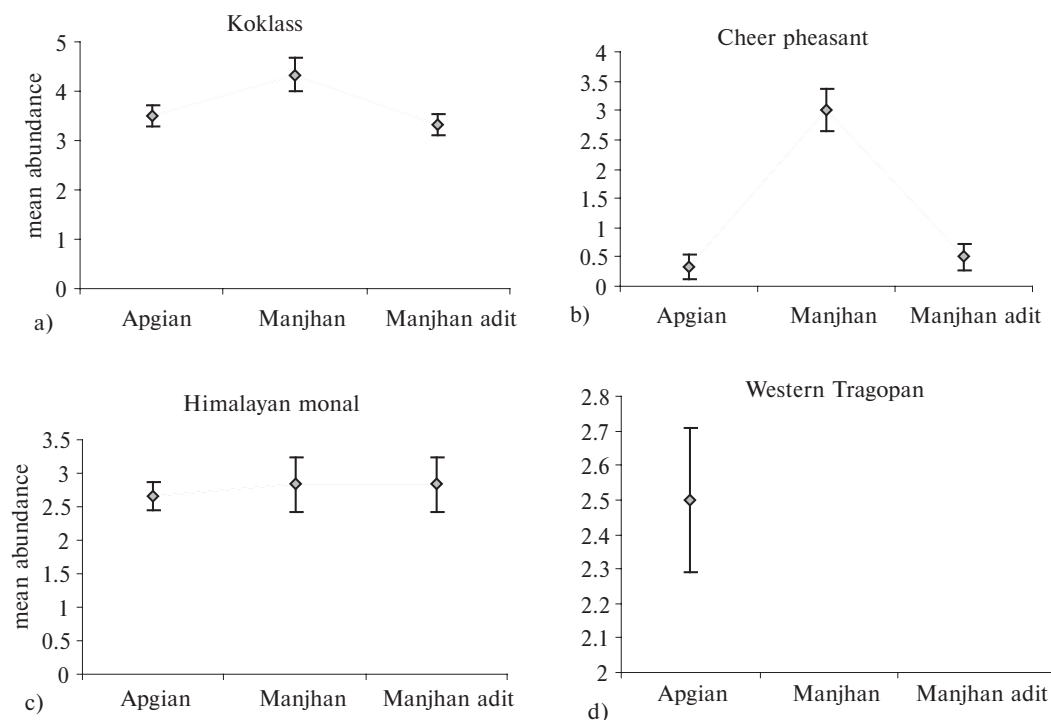 Koklass
mean abundance
5
4
3
2
1
0
Apgian Manjhan Manjhan adit
a)
Cheer pheasant
4
3.5
3
2.5
2
1.5
1
0.5
0
Apgian Manjhan Manjhan adit
b)
Himalayan monal
mean abundance
3.5
3
2.5
2
1.5
1
0.5
0
Apgian Manjhan Manjhan adit
c)
Western Tragopan
2.8
2.7
2.6
2.5
2.4
2.3
2.2
2.1
2
Apgian Manjhan Manjhan adit
d)